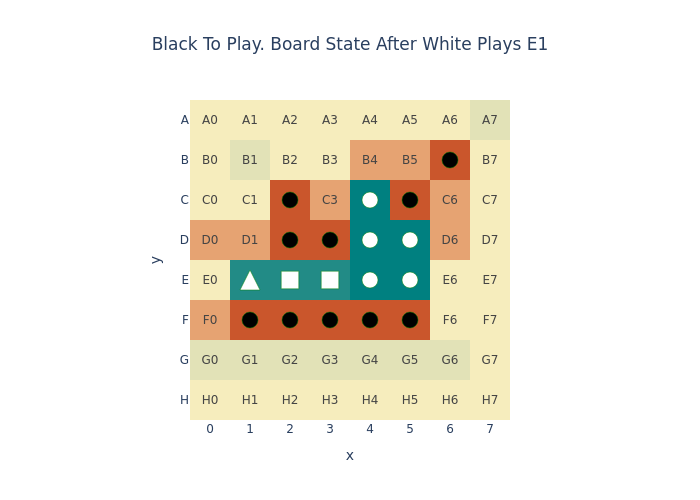 Black To Play. Board State After White Plays E1
A A0 A1 A2 A3 A4 A5 A6 A7
B B0 B1 B2 B3 B4 B5 B7
C C0 C1 C3 C6 C7
D D0 D1 D6 D7
E E0 E6 E7
F F0 F6 F7
G G0 G1 G2 G3 G4 G5 G6 G7
H H0 H1 H2 H3 H4 H5 H6 H7
0 1 2 3 4 5 6 7
x
y